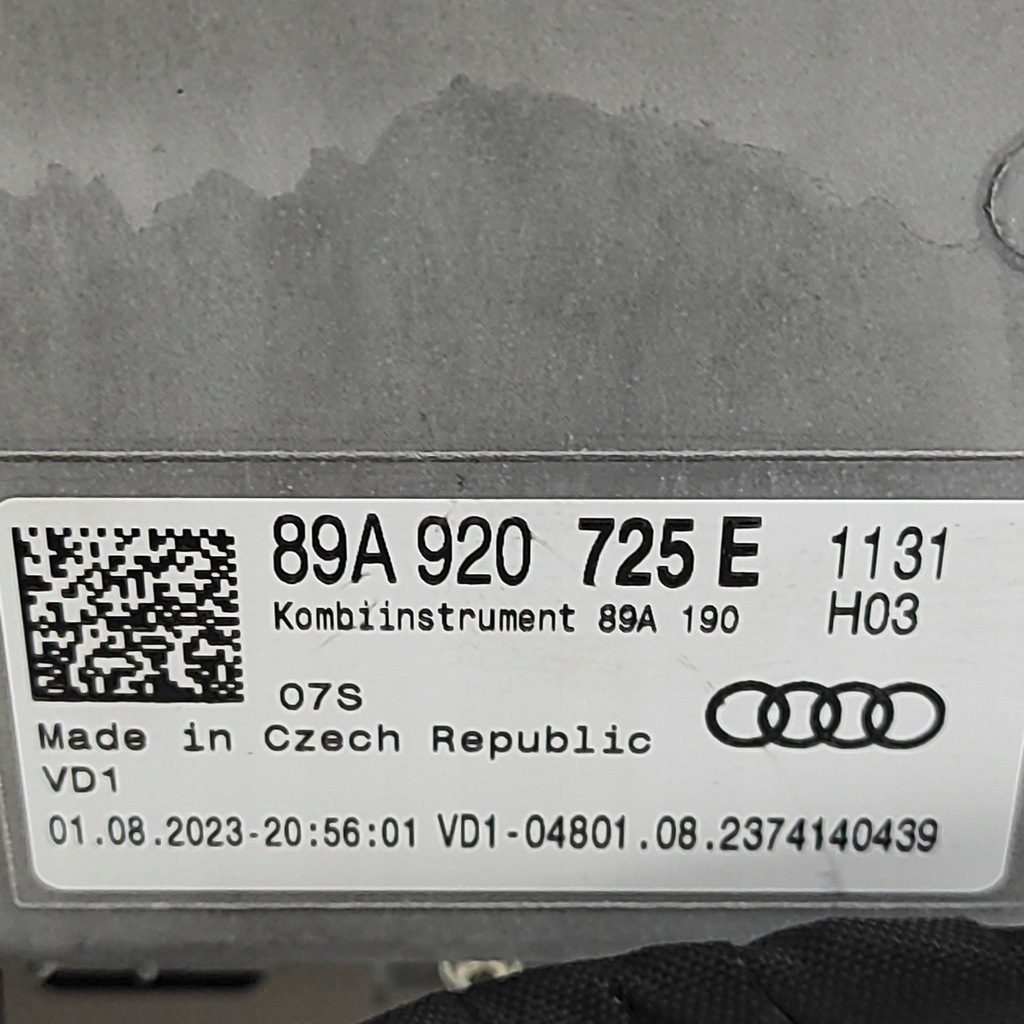 89A 920 725 E 1131
Kombiinstrument 89A 190 H03
07S
Made in Czech Republic
VD1
01.08.2023-20:56:01 VD1-04801.08.2374140439